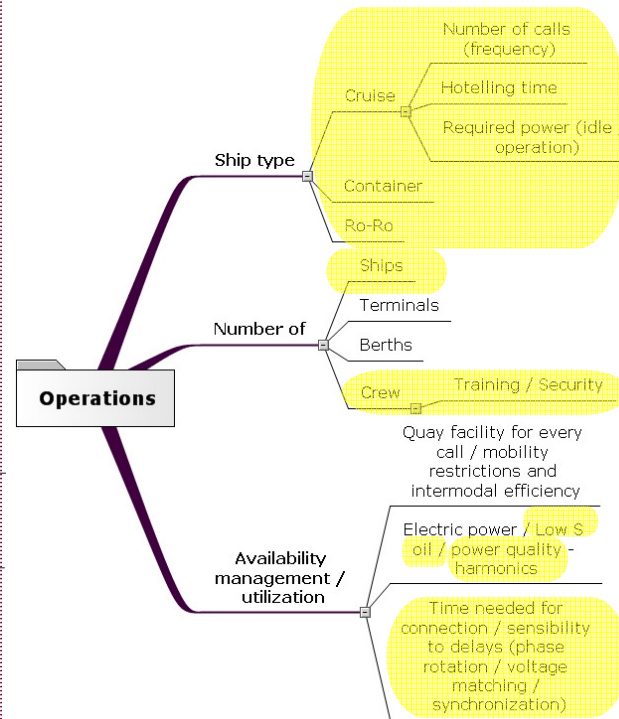 Number of calls
(frequency)
Cruise
Hotelling time
Required power (idle
operation)
Ship type
Container
Ro-Ro
Ships
Number of
Terminals
Berths
Operations
Crew
Training / Security
Quay facility for every
call / mobility
restrictions and
intermodal efficiency
Electric power / Low S
oil / power quality -
harmonics
Availability
management /
utilization
Time needed for
connection / sensibility
to delays (phase
rotation / voltage
matching /
synchronization)